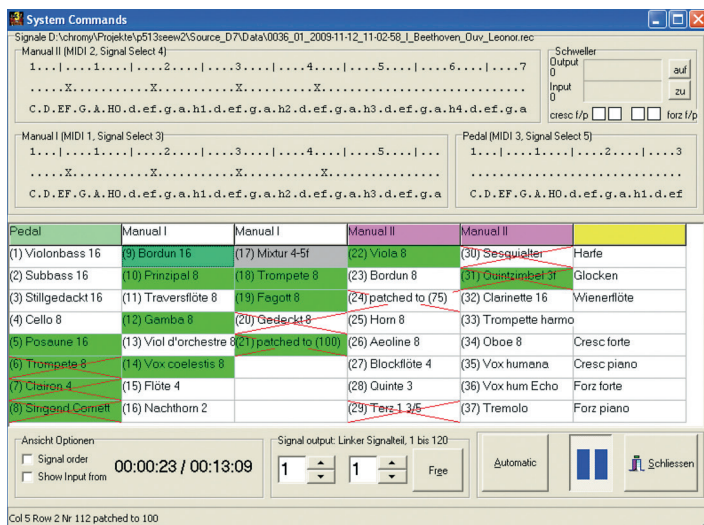 System Commands
Signale D:\chromy\Projekte\p513seew2\Source_D7\Data\0036_01_2009-11-12_11-02-58_l_Beethoven_Ouv_Leonor.rec
Manual II (MIDI 2, Signal Select 4)
1...|....1....|....2....|....3....|....4....|....5....|....6....|....7
.....X.........X..........X..........X............................
C.D.EF.G.A.H0.d.ef.g.a.h1.d.ef.g.a.h2.d.ef.g.a.h3.d.ef.g.a.h4.d.ef.g.a
Schweller
Output
0
auf
Input
0
zu
cresc f/p
forz f/p
Manual I (MIDI 1, Signal Select 3)
1...|....1....|....2....|....3....|....4....|....5....|..
.....X.........X..........X..........X...................
C.D.EF.G.A.H0.d.ef.g.a.h1.d.ef.g.a.h2.d.ef.g.a.h3.d.ef.g.a
Pedal (MIDI 3, Signal Select 5)
1...|....1....|....2....|....3
..............................
C.D.EF.G.A.H0.d.ef.g.a.h1.d.ef
Pedal Manual I Manual I Manual II Manual II
(1) Violonbass 16 (9) Bordun 16 (17) Mixtur 4-5f (22) Viola 8 (30) Sesquialter Harfe
(2) Subbass 16 (10) Prinzipal 8 (18) Trompete 8 (23) Bordun 8 (31) Quintzimbel 3f Glocken
(3) Stillgedackt 16 (11) Traversflöte 8 (19) Fagott 8 (24) patched to (75) (32) Clarinette 16 Wienerflöte
(4) Cello 8 (12) Gamba 8 (20) Gedeckt 8 (25) Horn 8 (33) Trompette harmo
(5) Posaune 16 (13) Viol d'orchestre 8 (21) patched to (100) (26) Aeoline 8 (34) Oboe 8 Cresc forte
(6) Trompete 8 (14) Vox coelestis 8 (27) Blockflöte 4 (35) Vox humana Cresc piano
(7) Clairon 4 (15) Flöte 4 (28) Quinte 3 (36) Vox hum Echo Forz forte
(8) Singend Cornett (16) Nachthorn 2 (29) Terz 1 3/5 (37) Tremolo Forz piano
Ansicht Optionen
Signal order
Show Input from
00:00:23 / 00:13:09
Signal output: Linker Signalteil, 1 bis 120
1
1
Free
Automatic
Schliessen
Col 5 Row 2 Nr 112 patched to 100